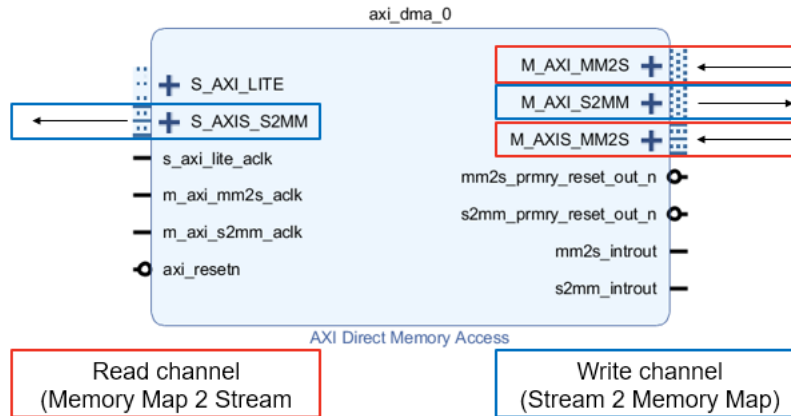 axi_dma_0
S_AXI_LITE
S_AXIS_S2MM
s_axi_lite_aclk
m_axi_mm2s_aclk
m_axi_s2mm_aclk
axi_resetn
M_AXI_MM2S
M_AXI_S2MM
M_AXIS_MM2S
mm2s_prmry_reset_out_n
s2mm_prmry_reset_out_n
mm2s_introut
s2mm_introut
AXI Direct Memory Access
Read channel
(Memory Map 2 Stream
Write channel
(Stream 2 Memory Map)